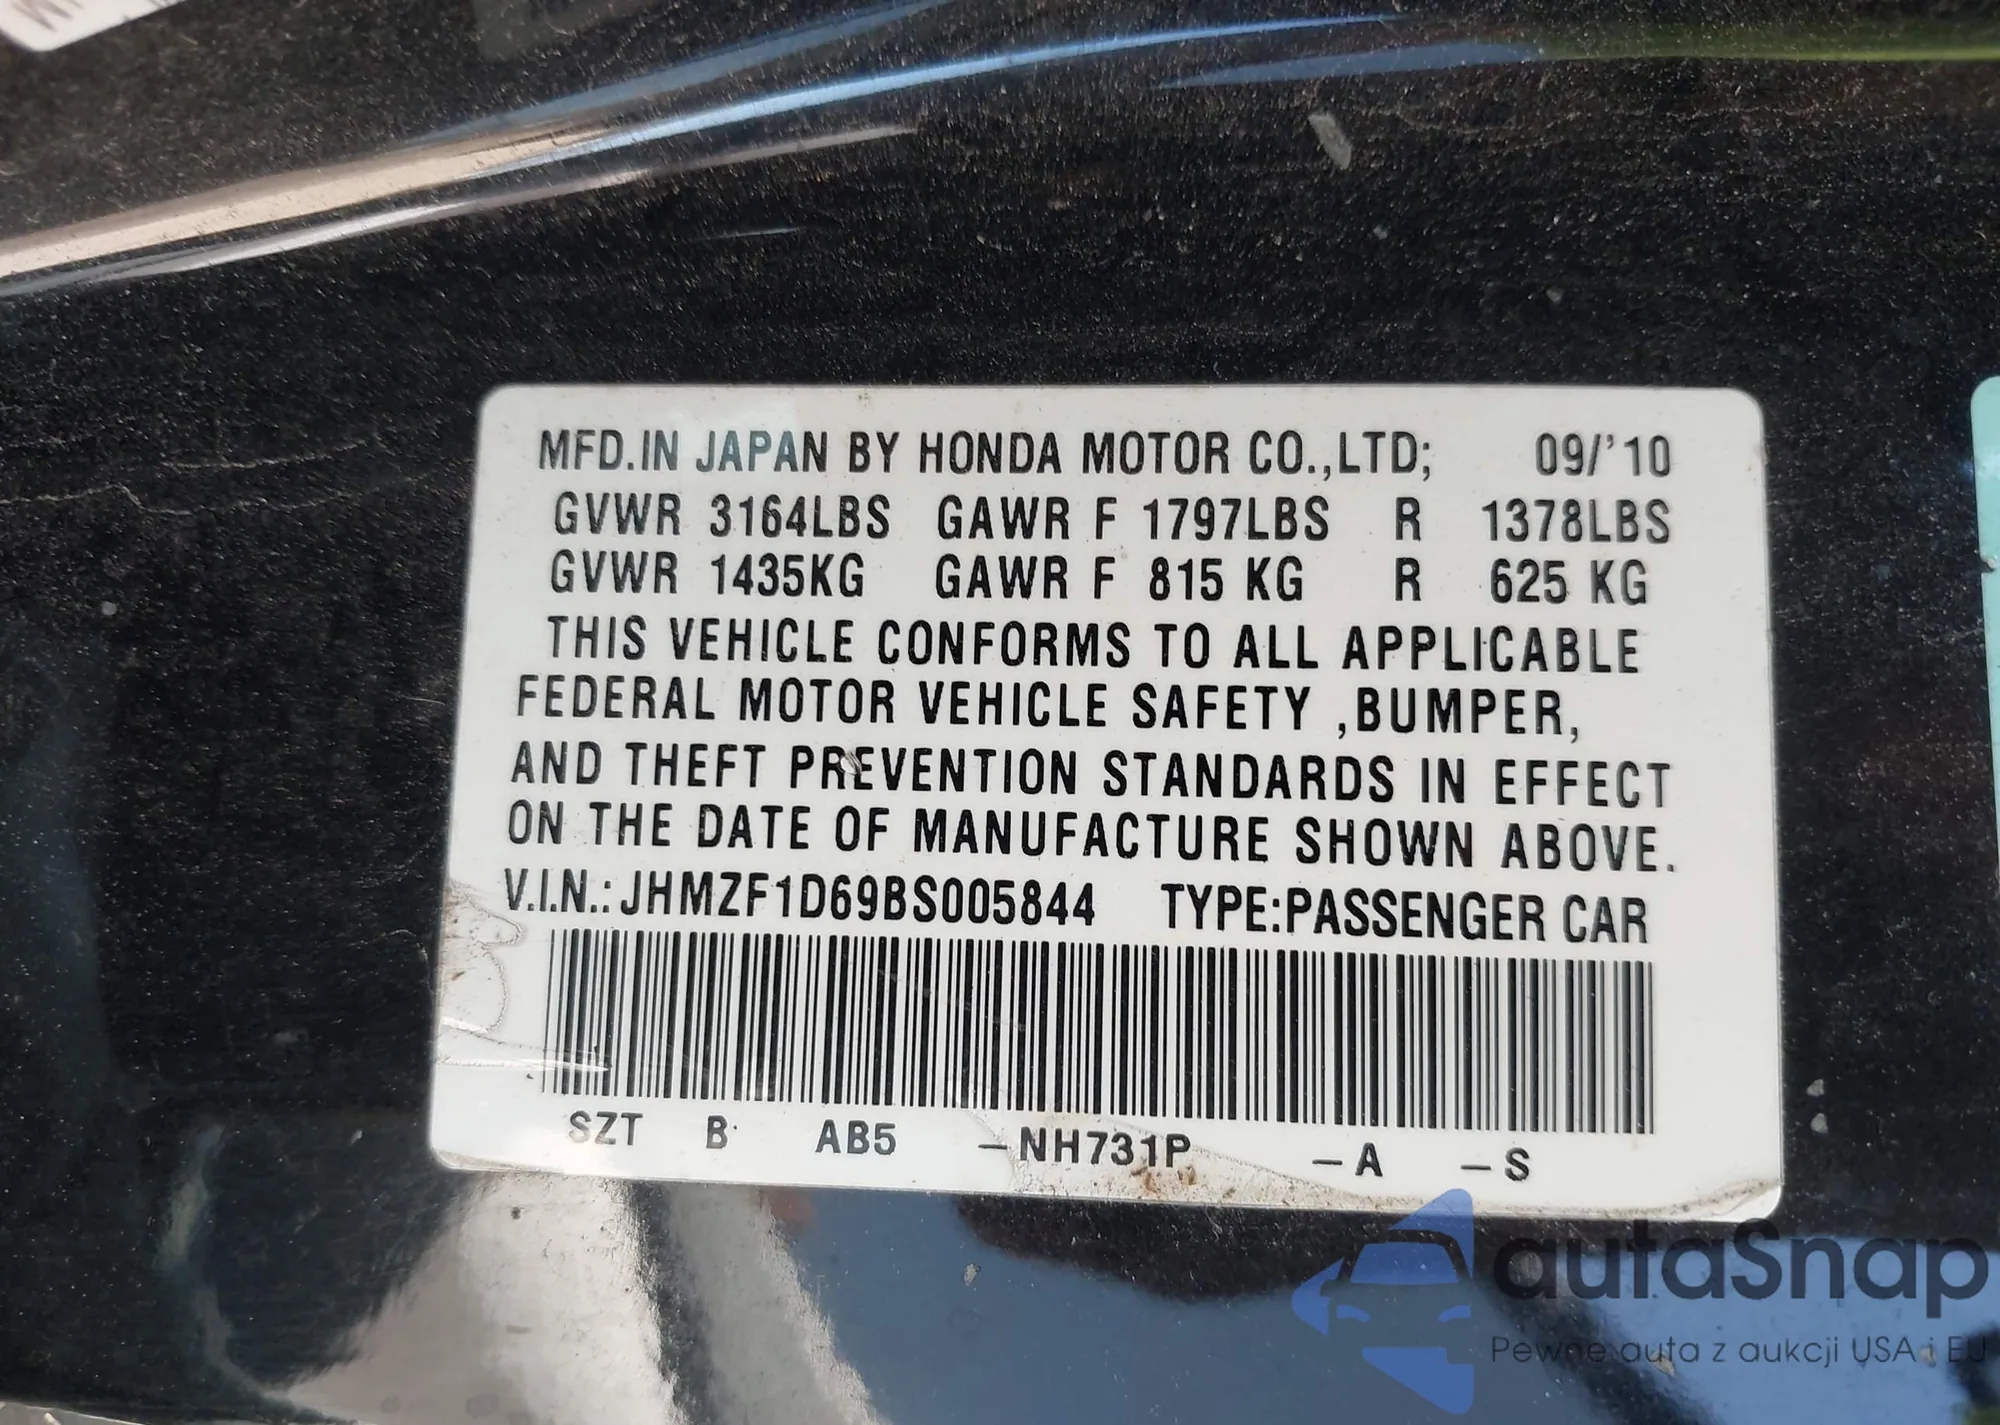 MFD.IN JAPAN BY HONDA MOTOR CO.,LTD; 09/'10
GVWR 3164LBS GAWR F 1797LBS R 1378LBS
GVWR 1435KG GAWR F 815 KG R 625 KG
THIS VEHICLE CONFORMS TO ALL APPLICABLE
FEDERAL MOTOR VEHICLE SAFETY ,BUMPER,
AND THEFT PREVENTION STANDARDS IN EFFECT
ON THE DATE OF MANUFACTURE SHOWN ABOVE.
V.I.N.: JHMZF1D69BS005844 TYPE:PASSENGER CAR
SZT B AB5 -NH731P -A -S
autaSnap
Pewne auta z aukcji USA i EU